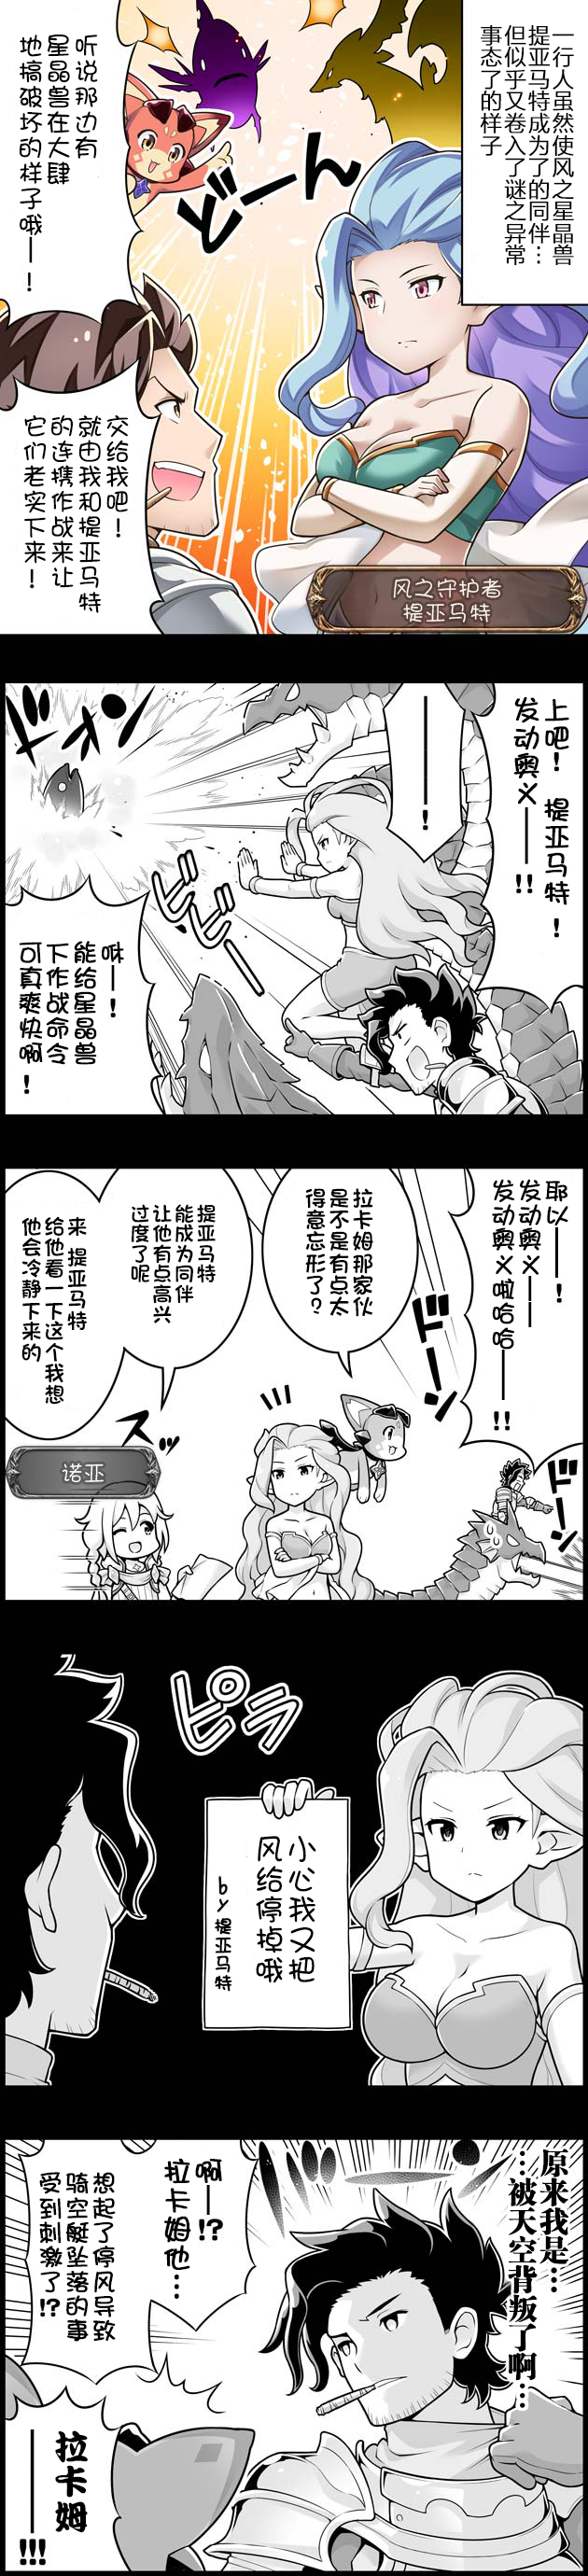 一行人虽然使风之星晶兽
提亚马特成为了的同伴…
但似乎又卷入了谜之异常
事态了的样子
听说那边有
星晶兽在大肆
地搞破坏的样子哦ー！
どーん
交给我吧！
就由我和提亚马特
的连携作战来让
它们老实下来！
风之守护者
提亚马特
上吧！ 提亚马特！
发动奥义——!!
——！
ドオン
ビビー
咻ー！
能给星晶兽
下作战命令
可真爽快啊！
耶以——！
发动奥义——
发动奥义啦哈哈——!!
ドーン
ドーン
拉卡姆那家伙
是不是有点太
得意忘形了？
提亚马特
能成为同伴
让他有点高兴
过度了呢
来 提亚马特
给他看一下这个我想
他会冷静下来的
スッ
诺亚
ピラ
小心我又把
风给停掉哦
by提亚马特
原来我是…
…被天空背叛了啊…
啊ー!?
拉卡姆他…
想起了停风导致
骑空艇坠落的事
受到刺激了!?
拉卡姆
——!!!